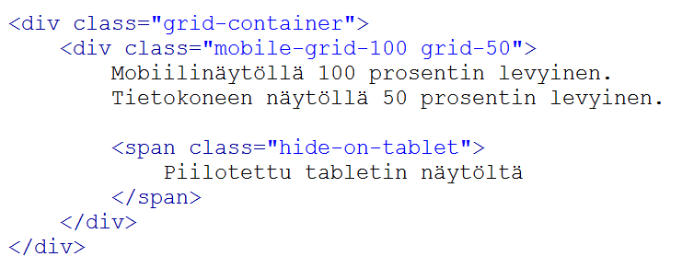 <div class="grid-container">
    <div class="mobile-grid-100 grid-50">
        Mobiilinäytöllä 100 prosentin levyinen.
        Tietokoneen näytöllä 50 prosentin levyinen.

        <span class="hide-on-tablet">
            Piilotettu tabletin näytöltä
        </span>
    </div>
</div>